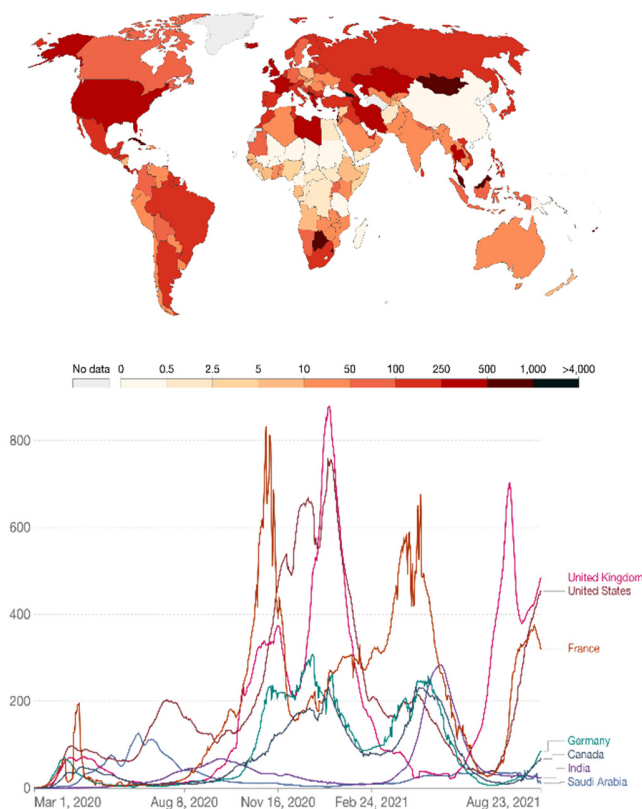 No data 0 0.5 2.5 5 10 50 100 250 500 1,000 >4,000
800
600
400
200
0
United Kingdom
United States
France
Germany
Canada
India
Saudi Arabia
Mar 1, 2020 Aug 8, 2020 Nov 16, 2020 Feb 24, 2021 Aug 23, 2021